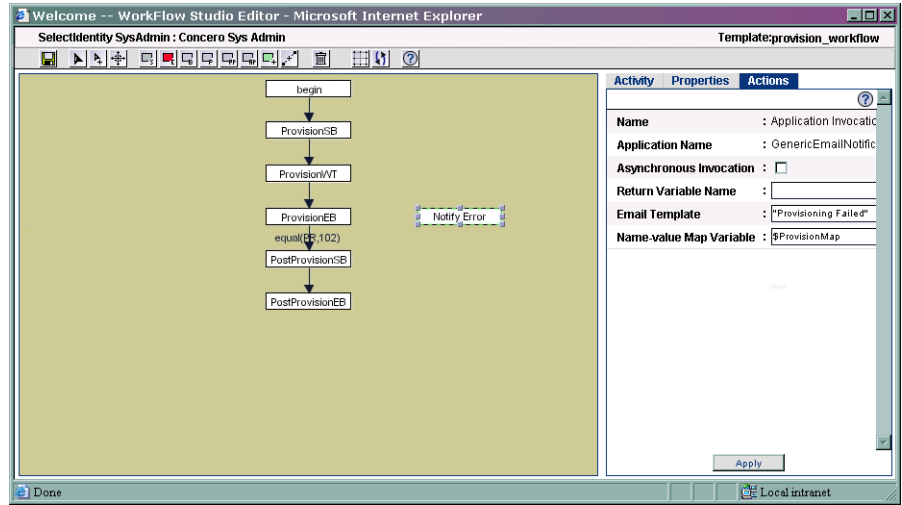 Welcome -- WorkFlow Studio Editor - Microsoft Internet Explorer
SelectIdentity SysAdmin : Concero Sys Admin
Template:provision_workflow
Activity Properties Actions
begin
ProvisionSB
ProvisionWT
ProvisionEB
Notify Error
equal(PR,102)
PostProvisionSB
PostProvisionEB
Name : Application Invocatic
Application Name : GenericEmailNotific
Asynchronous Invocation :
Return Variable Name :
Email Template : "Provisioning Failed"
Name-value Map Variable : $ProvisionMap
Apply
Done
Local intranet